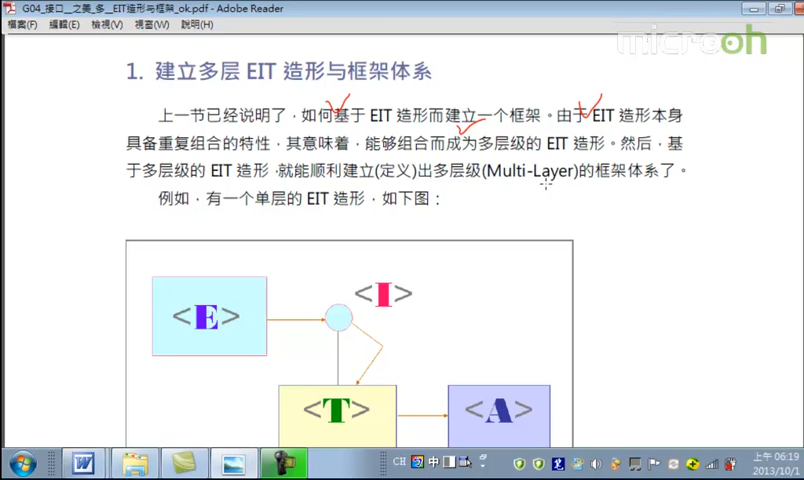 G04_接口__之美_多__EIT造形与框架_ok.pdf - Adobe Reader
檔案(F) 編輯(E) 檢視(V) 視窗(W) 說明(H)
microoh
1. 建立多层 EIT 造形与框架体系
上一节已经说明了，如何基于 EIT 造形而建立一个框架。由于 EIT 造形本身
具备重复组合的特性，其意味着，能够组合而成为多层级的 EIT 造形。然后，基
于多层级的 EIT 造形，就能顺利建立(定义)出多层级(Multi-Layer)的框架体系了。
例如，有一个单层的 EIT 造形，如下图：
<I>
<E>
<T> <A>
CH 中
上午 06:19
2013/10/1